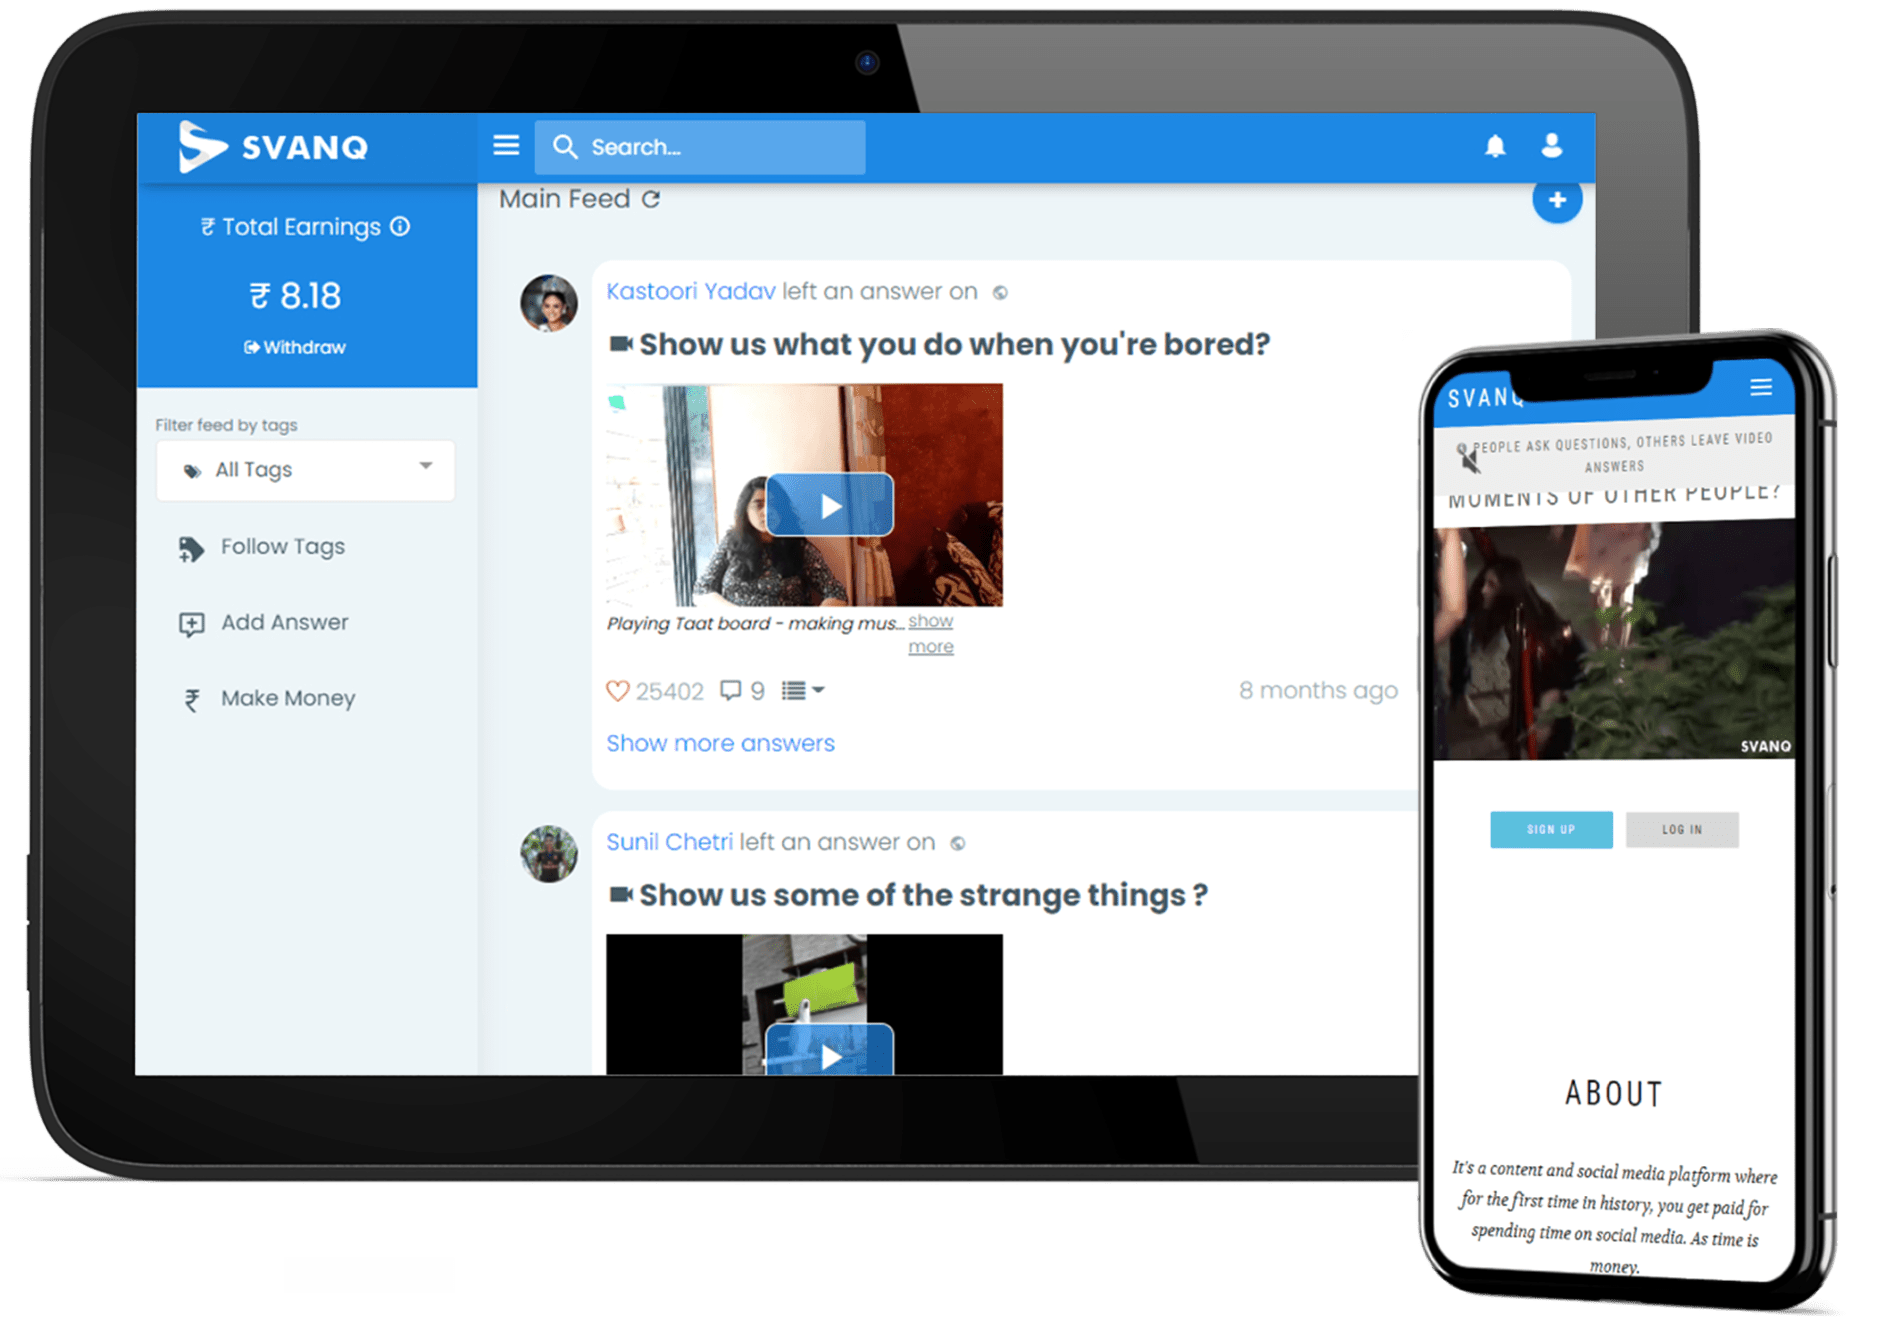 SVANQ
Search...
₹ Total Earnings
₹ 8.18
Withdraw
Filter feed by tags
All Tags
Follow Tags
Add Answer
Make Money
Main Feed
Kastoori Yadav left an answer on
Show us what you do when you're bored?
Playing Taat board - making mus... show
more
25402 9
8 months ago
Show more answers
Sunil Chetri left an answer on
Show us some of the strange things ?
SVANQ
PEOPLE ASK QUESTIONS, OTHERS LEAVE VIDEO
ANSWERS
MOMENTS OF OTHER PEOPLE?
SVANQ
SIGN UP
LOG IN
ABOUT
It's a content and social media platform where
for the first time in history, you get paid for
spending time on social media. As time is
money.